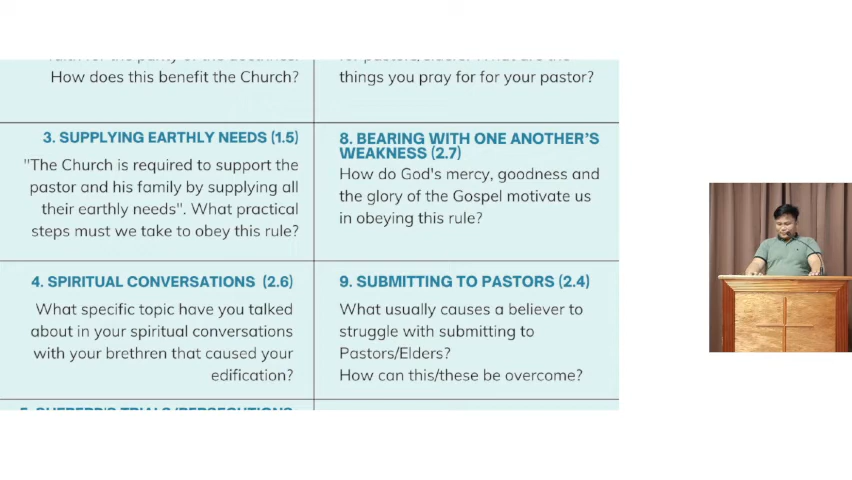 How does this benefit the Church?
3. SUPPLYING EARTHLY NEEDS (1.5)
"The Church is required to support the
pastor and his family by supplying all
their earthly needs". What practical
steps must we take to obey this rule?
4. SPIRITUAL CONVERSATIONS (2.6)
What specific topic have you talked
about in your spiritual conversations
with your brethren that caused your
edification?
things you pray for for your pastor?
8. BEARING WITH ONE ANOTHER'S
WEAKNESS (2.7)
How do God's mercy, goodness and
the glory of the Gospel motivate us
in obeying this rule?
9. SUBMITTING TO PASTORS (2.4)
What usually causes a believer to
struggle with submitting to
Pastors/Elders?
How can this/these be overcome?